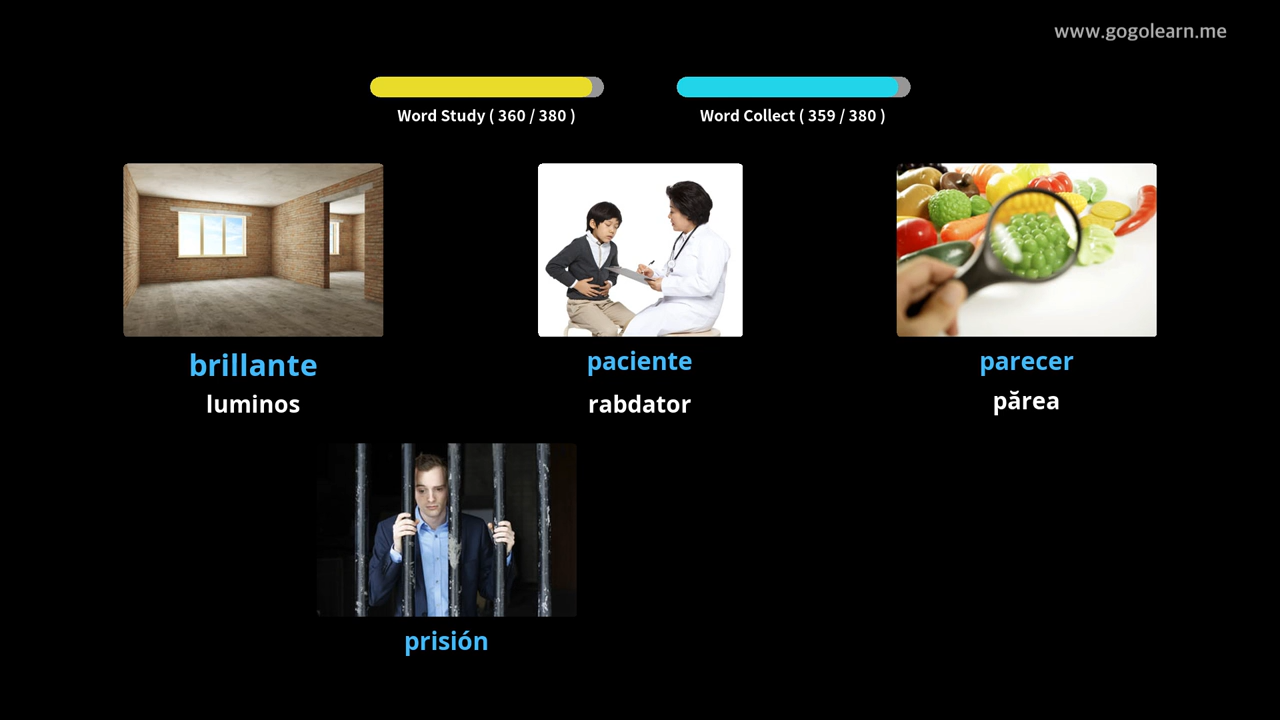 www.gogolearn.me
Word Study ( 360 / 380 )
Word Collect ( 359 / 380 )
brillante
luminos
paciente
rabdator
parecer
părea
prisión